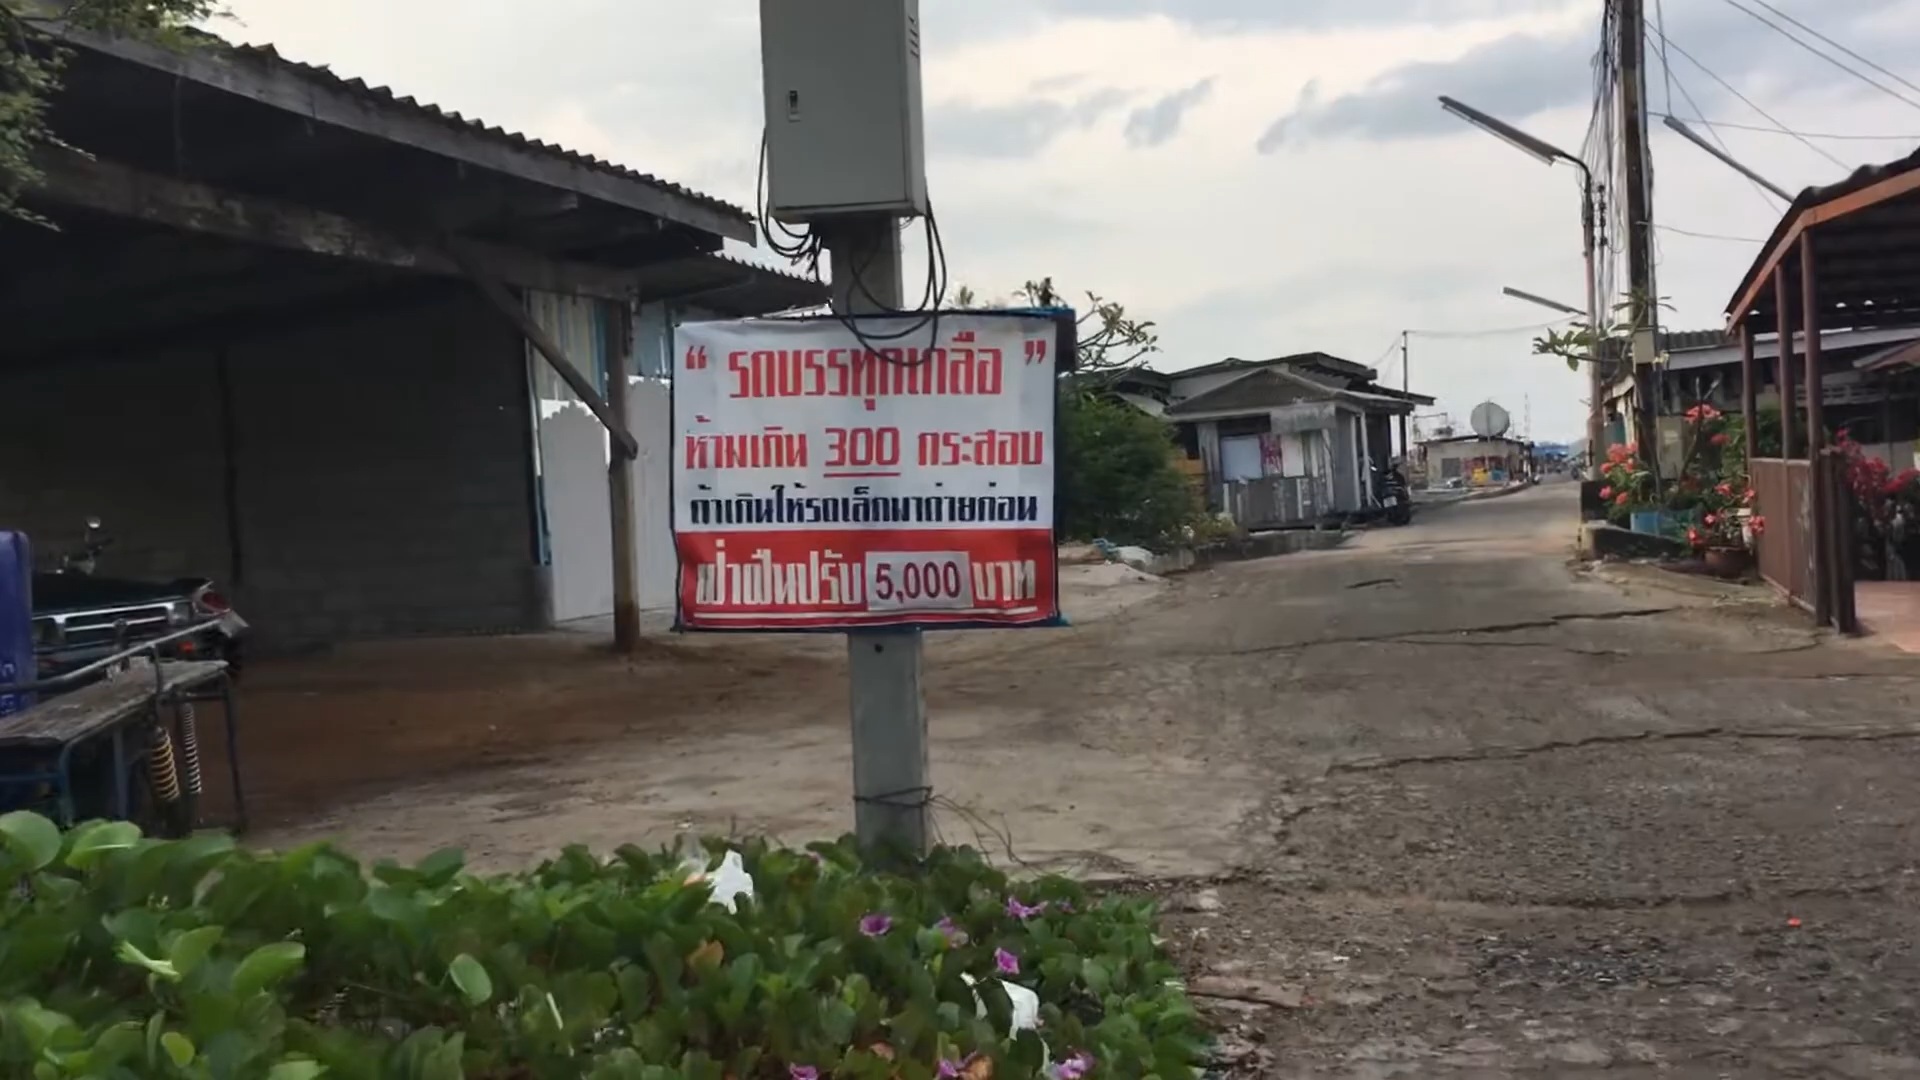 “ รถบรรทุกเกลือ ”
ห้ามเกิน 300 กระสอบ
ถ้าเกินให้รถเล็กมาถ่ายก่อน
ฝ่าฝืนปรับ 5,000 บาท